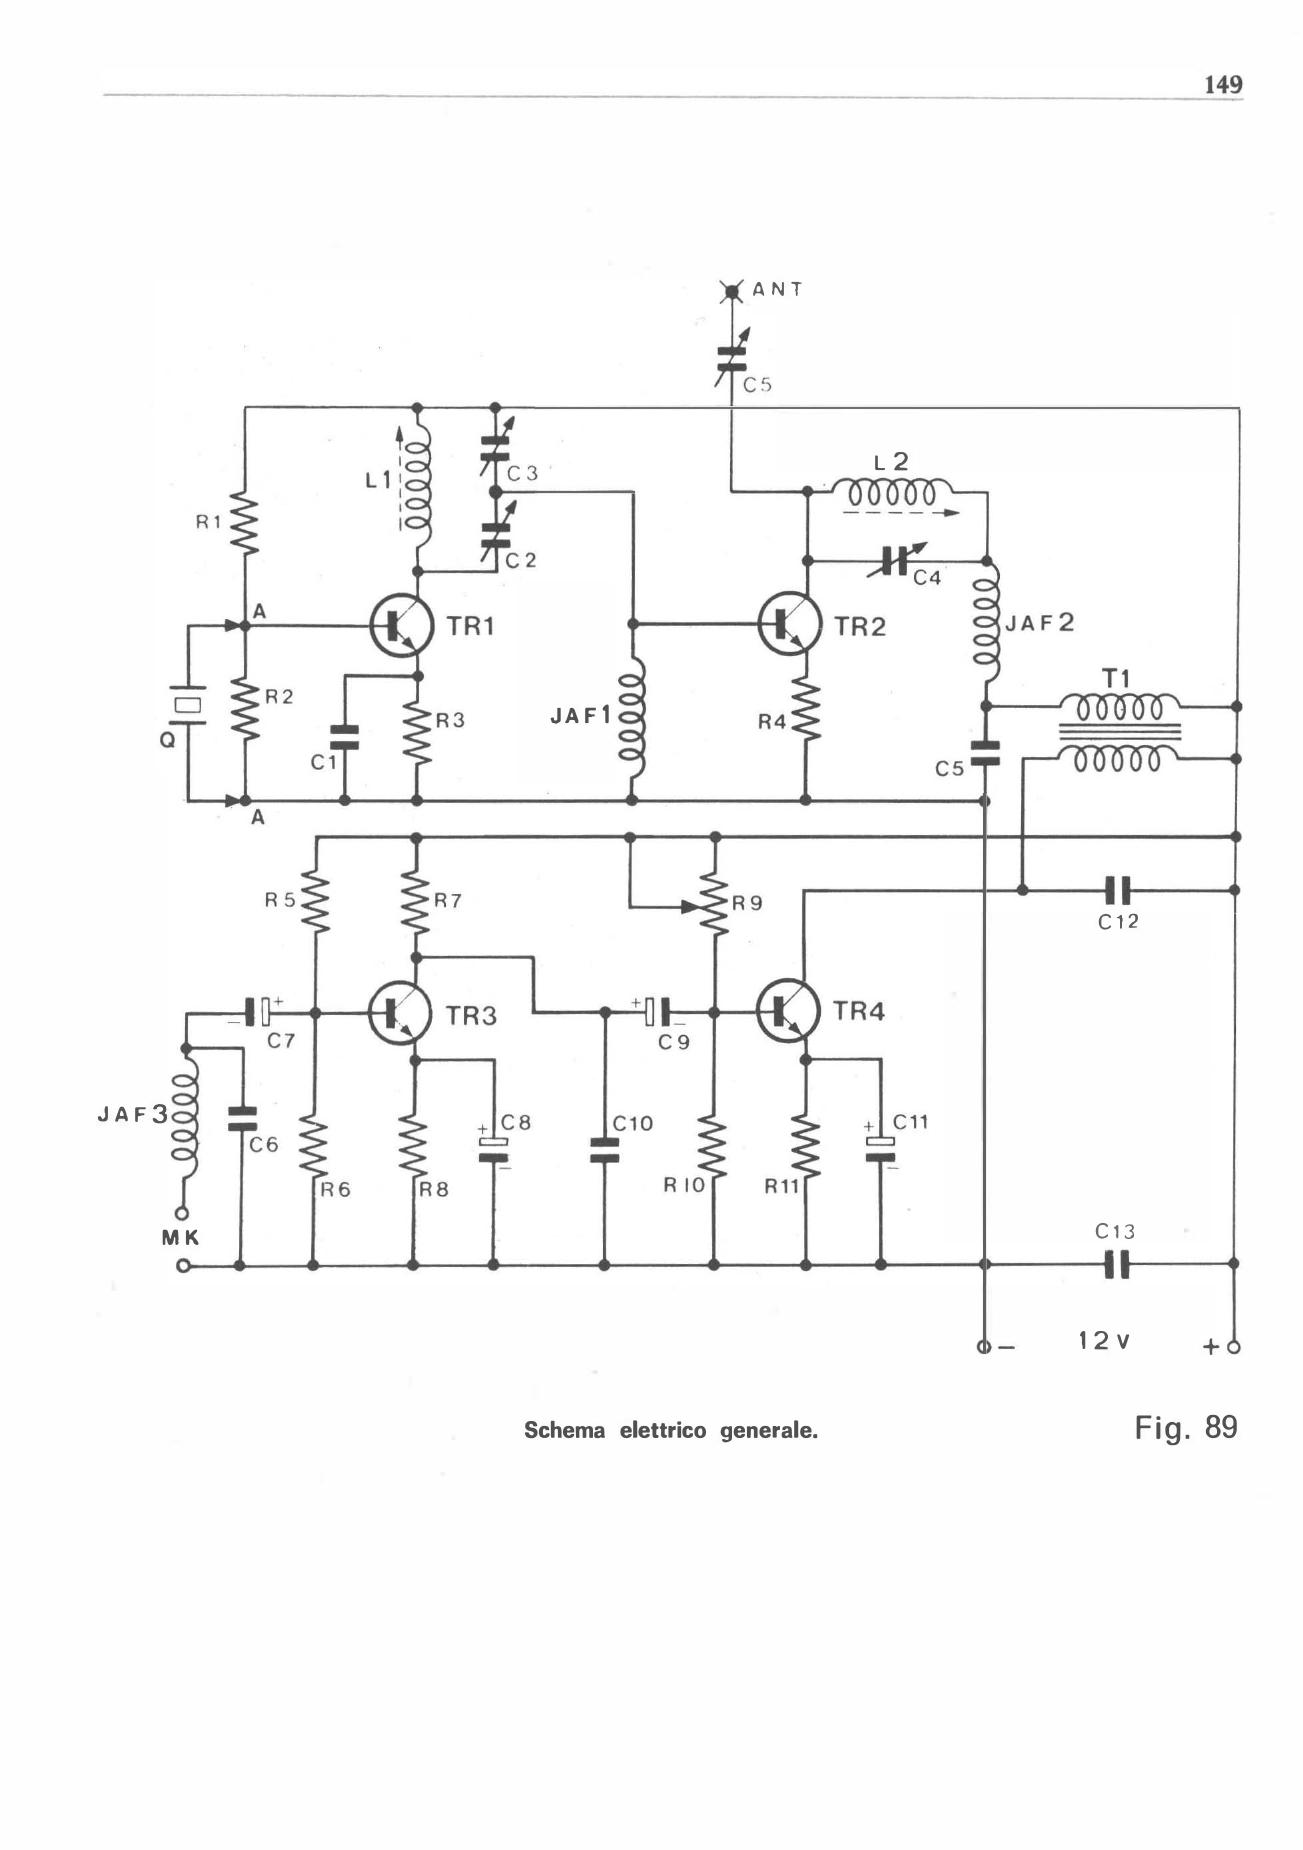 149
ANT
C5
L2
L1
C3
R1
C2
C4
A
TR1
TR2
JAF2
R2
T1
R3
JAF1
R4
Q
C1
C5
A
R5
R7
R9
C12
+
TR3
+
TR4
−
C7
−
C9
JAF3
C6
+ C8
C10
+ C11
−
−
R6
R8
R10
R11
MK
C13
−
12V
+
Schema elettrico generale.
Fig. 89